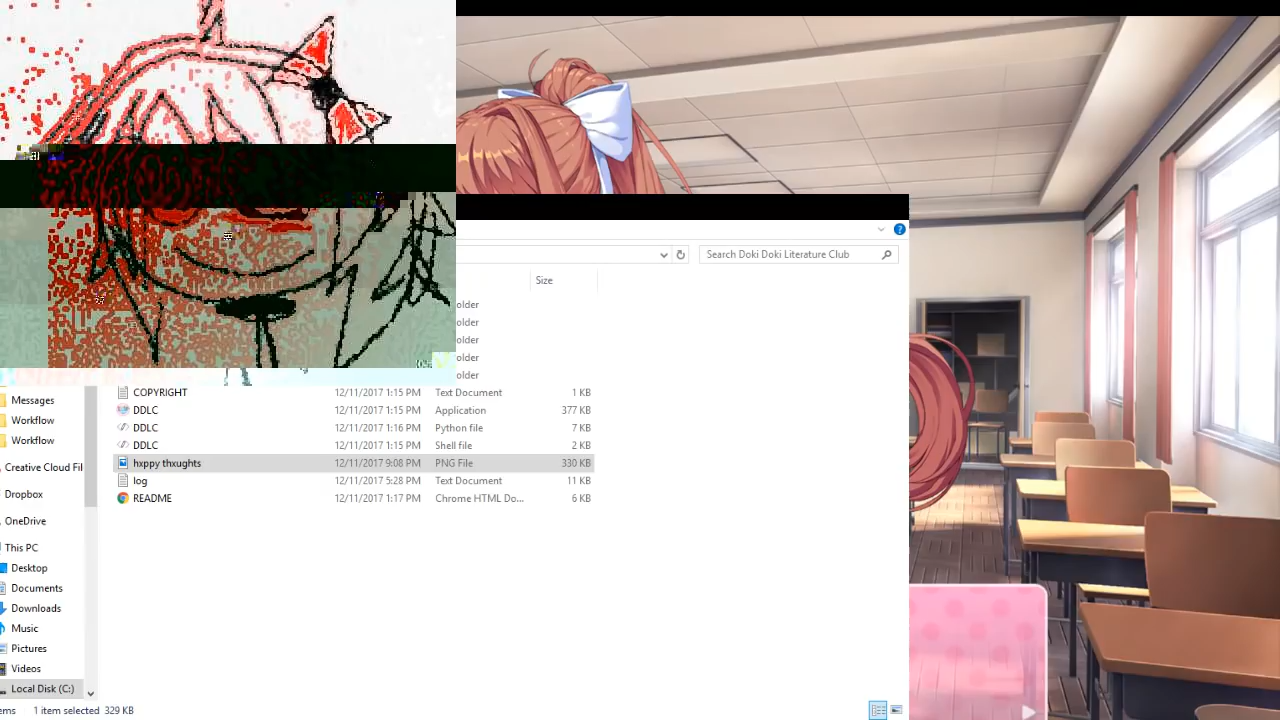 Search Doki Doki Literature Club
Size
older
older
older
older
older
COPYRIGHT 12/11/2017 1:15 PM Text Document 1 KB
DDLC 12/11/2017 1:15 PM Application 377 KB
DDLC 12/11/2017 1:16 PM Python file 7 KB
DDLC 12/11/2017 1:15 PM Shell file 2 KB
hxppy thxughts 12/11/2017 9:08 PM PNG File 330 KB
log 12/11/2017 5:28 PM Text Document 11 KB
README 12/11/2017 1:17 PM Chrome HTML Do... 6 KB
Messages
Workflow
Workflow
Creative Cloud Fil
Dropbox
OneDrive
This PC
Desktop
Documents
Downloads
Music
Pictures
Videos
Local Disk (C:)
ems 1 item selected 329 KB